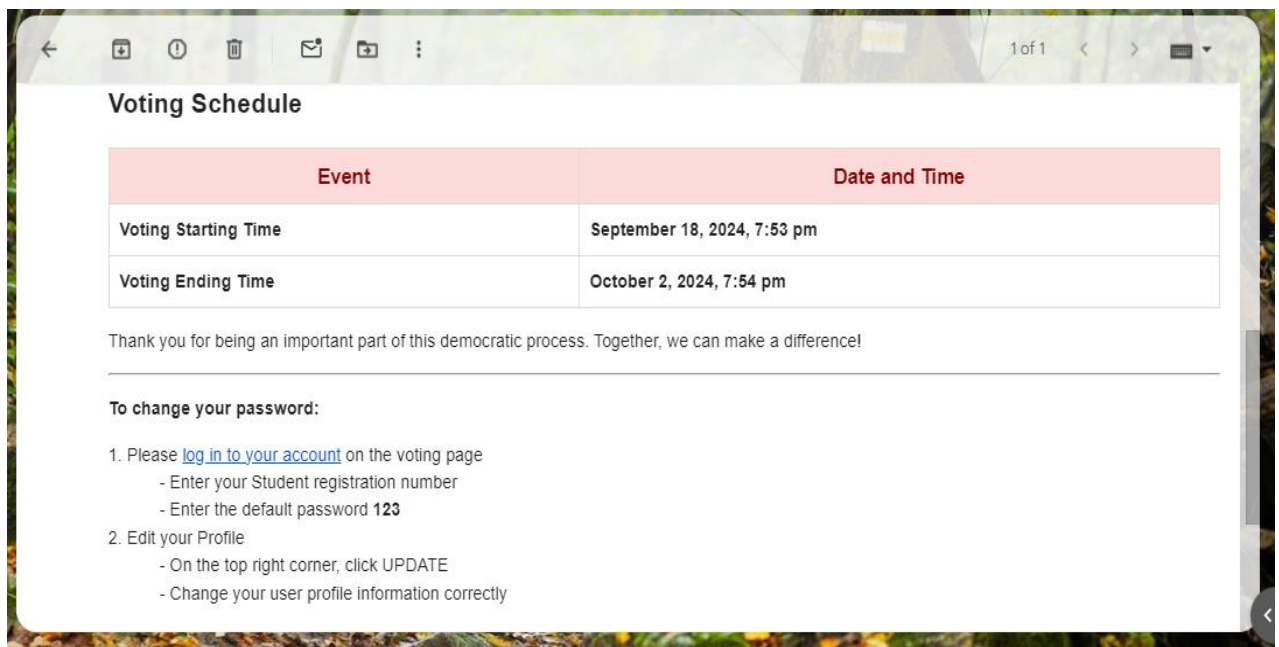 1 of 1
Voting Schedule
Event Date and Time
Voting Starting Time September 18, 2024, 7:53 pm
Voting Ending Time October 2, 2024, 7:54 pm
Thank you for being an important part of this democratic process. Together, we can make a difference!
To change your password:
1. Please log in to your account on the voting page
- Enter your Student registration number
- Enter the default password 123
2. Edit your Profile
- On the top right corner, click UPDATE
- Change your user profile information correctly